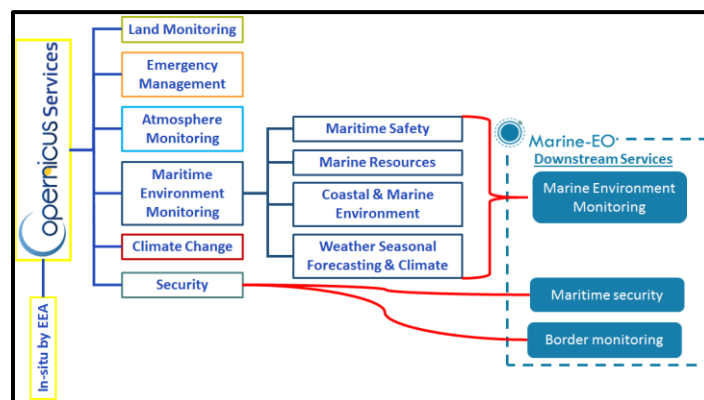 Copernicus Services
In-situ by EEA
Land Monitoring
Emergency
Management
Atmosphere
Monitoring
Maritime
Environment
Monitoring
Climate Change
Security
Maritime Safety
Marine Resources
Coastal & Marine
Environment
Weather Seasonal
Forecasting & Climate
Marine-EO
Downstream Services
Marine Environment
Monitoring
Maritime security
Border monitoring